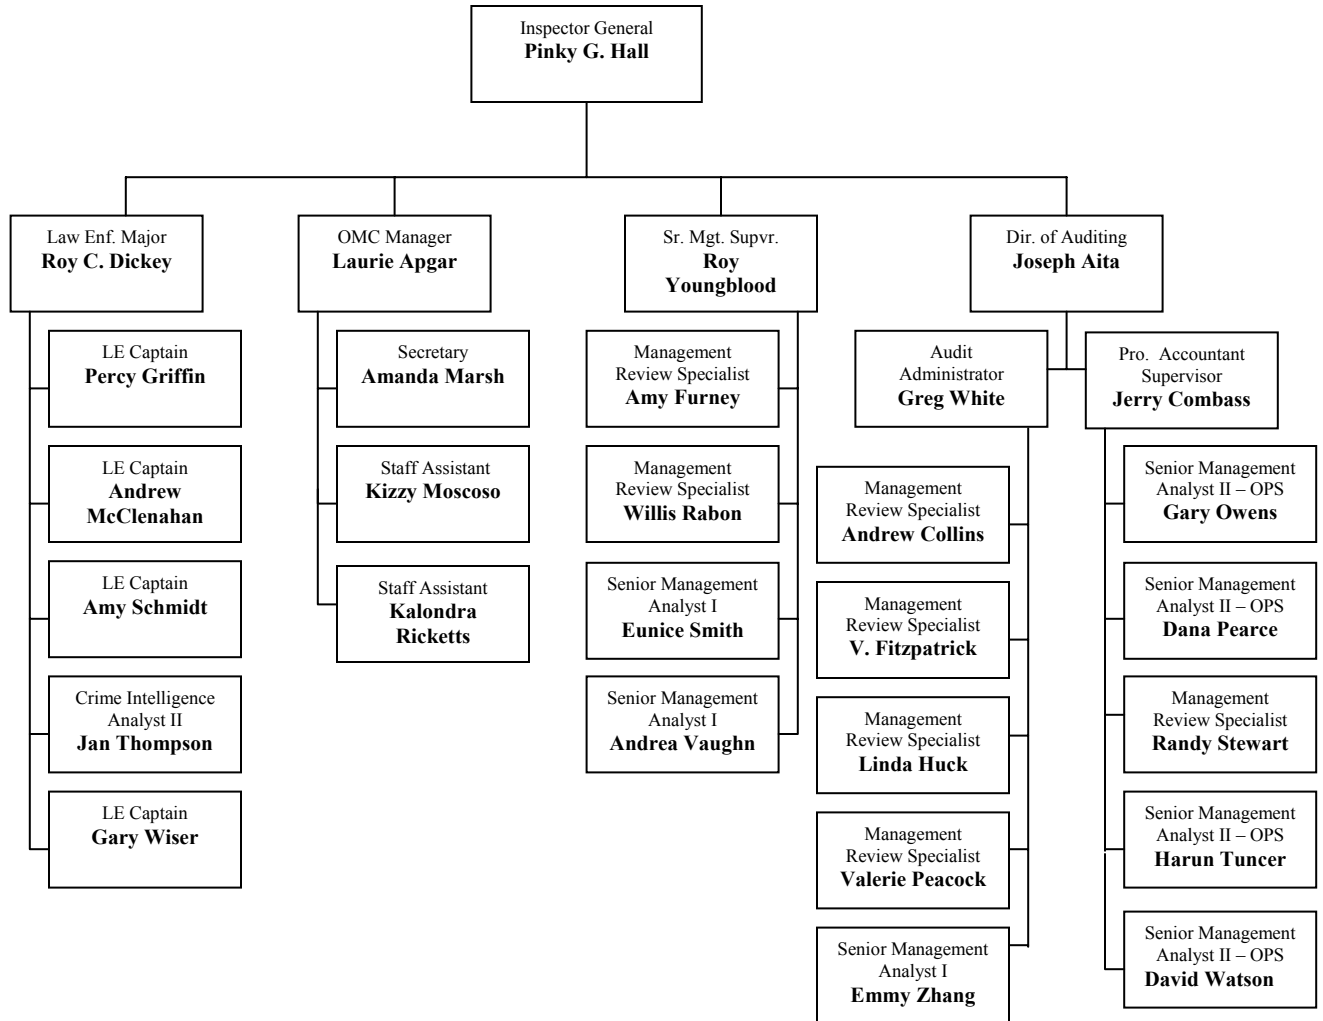 Inspector General
Pinky G. Hall
Law Enf. Major
Roy C. Dickey
LE Captain
Percy Griffin
LE Captain
Andrew
McClenahan
LE Captain
Amy Schmidt
Crime Intelligence
Analyst II
Jan Thompson
LE Captain
Gary Wiser
OMC Manager
Laurie Apgar
Secretary
Amanda Marsh
Staff Assistant
Kizzy Moscoso
Staff Assistant
Kalondra
Ricketts
Sr. Mgt. Supvr.
Roy
Youngblood
Management
Review Specialist
Amy Furney
Management
Review Specialist
Willis Rabon
Senior Management
Analyst I
Eunice Smith
Senior Management
Analyst I
Andrea Vaughn
Dir. of Auditing
Joseph Aita
Audit
Administrator
Greg White
Management
Review Specialist
Andrew Collins
Management
Review Specialist
V. Fitzpatrick
Management
Review Specialist
Linda Huck
Management
Review Specialist
Valerie Peacock
Senior Management
Analyst I
Emmy Zhang
Pro. Accountant
Supervisor
Jerry Combass
Senior Management
Analyst II – OPS
Gary Owens
Senior Management
Analyst II – OPS
Dana Pearce
Management
Review Specialist
Randy Stewart
Senior Management
Analyst II – OPS
Harun Tuncer
Senior Management
Analyst II – OPS
David Watson